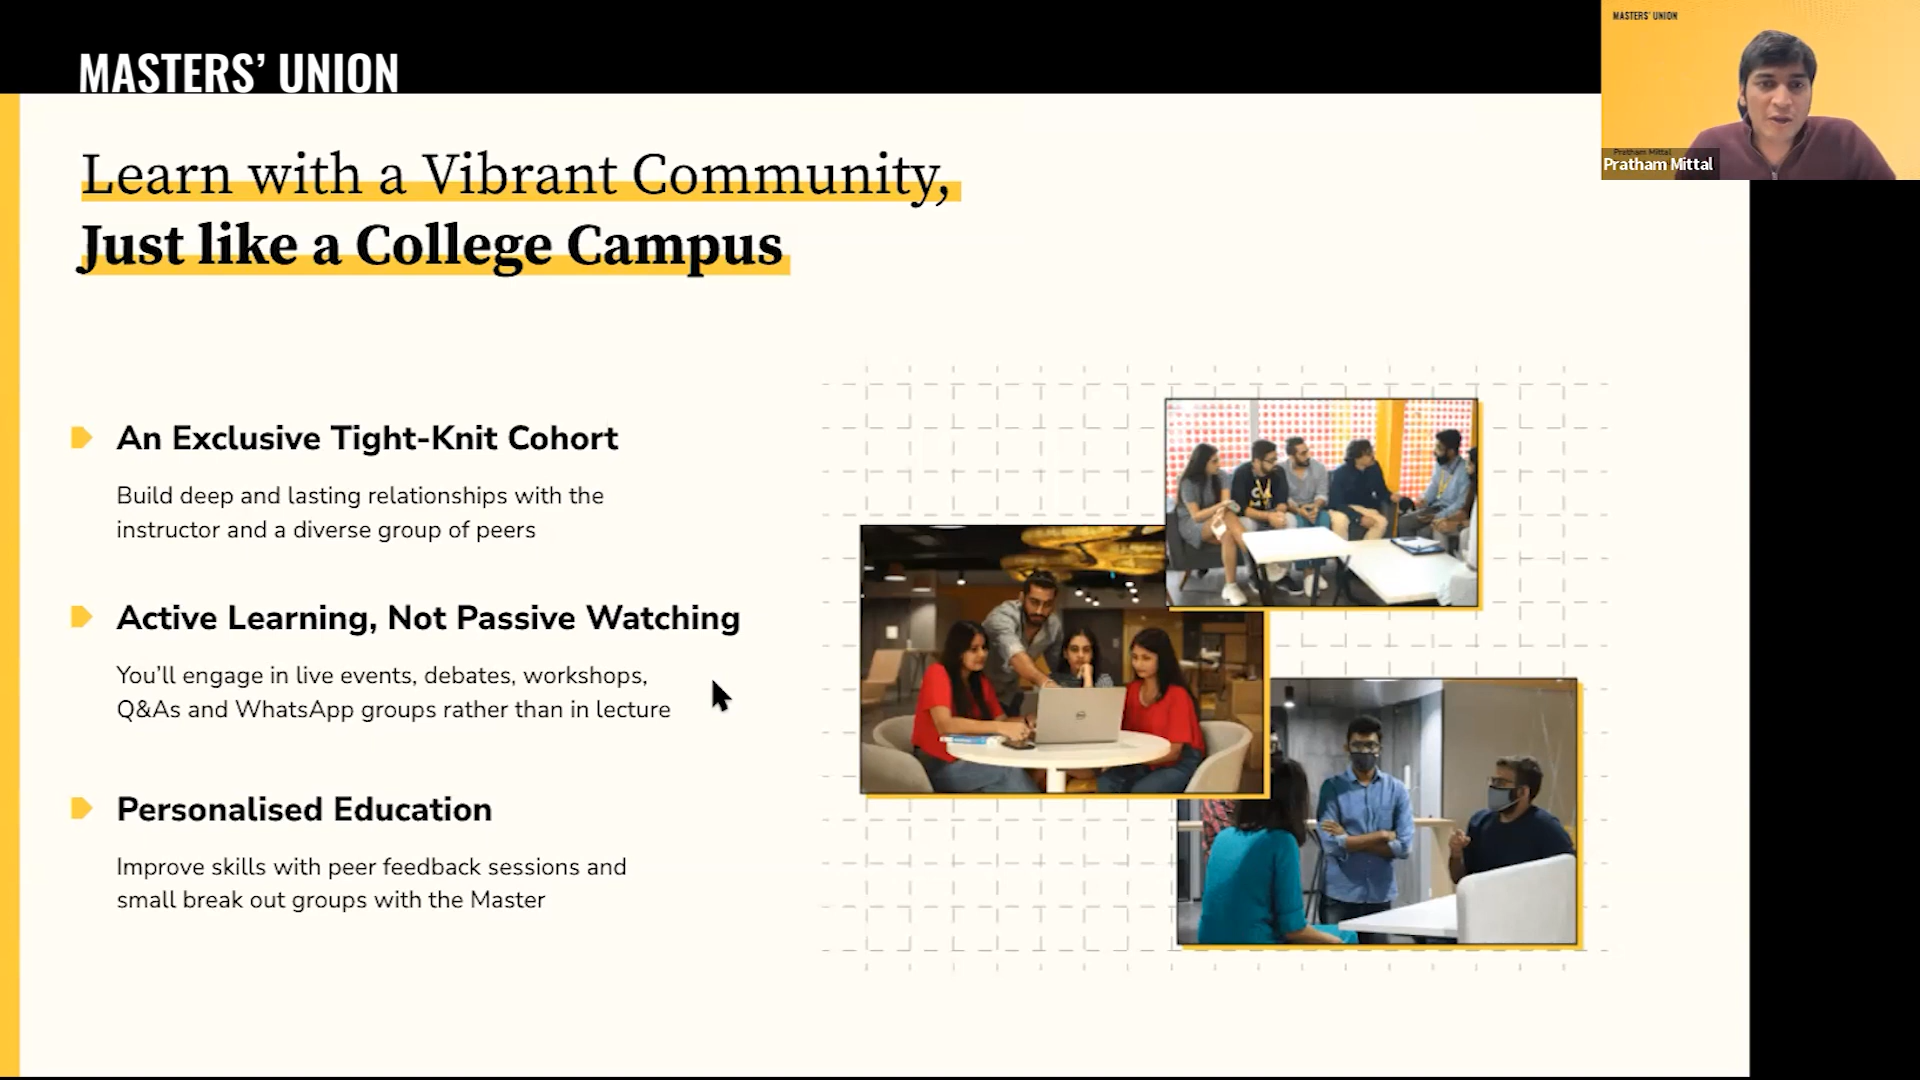 MASTERS' UNION
MASTERS' UNION
Pratham Mittal
Pratham Mittal
Learn with a Vibrant Community,
Just like a College Campus
An Exclusive Tight-Knit Cohort
Build deep and lasting relationships with the
instructor and a diverse group of peers
Active Learning, Not Passive Watching
You’ll engage in live events, debates, workshops,
Q&As and WhatsApp groups rather than in lecture
Personalised Education
Improve skills with peer feedback sessions and
small break out groups with the Master